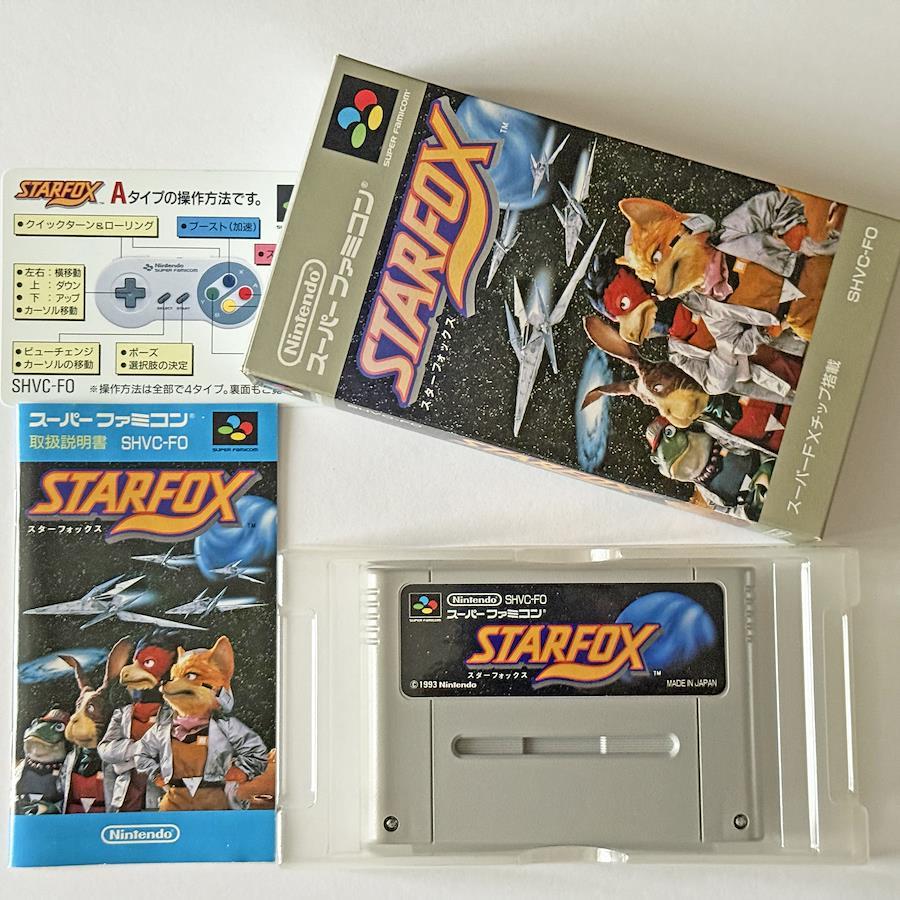 STARFOX™ Aタイプの操作方法です。
●クイックターン&ローリング
●ブースト(加速)
●左右：横移動
●上：ダウン
●下：アップ
●カーソル移動
Nintendo
SUPER FAMICOM
SELECT START
●ビューチェンジ
●カーソルの移動
●ポーズ
●選択肢の決定
SHVC-FO ※操作方法は全部で4タイプ。裏面もご覧
SUPER FAMICOM
Nintendo
スーパーファミコン®
STARFOX™
スターフォックス
SHVC-FO
スーパーFXチップ搭載
スーパーファミコン®
取扱説明書 SHVC-FO
SUPER FAMICOM
STARFOX™
スターフォックス
Nintendo
Nintendo SHVC-FO
スーパーファミコン®
SUPER FAMICOM
STARFOX™
スターフォックス
©1993 Nintendo
MADE IN JAPAN